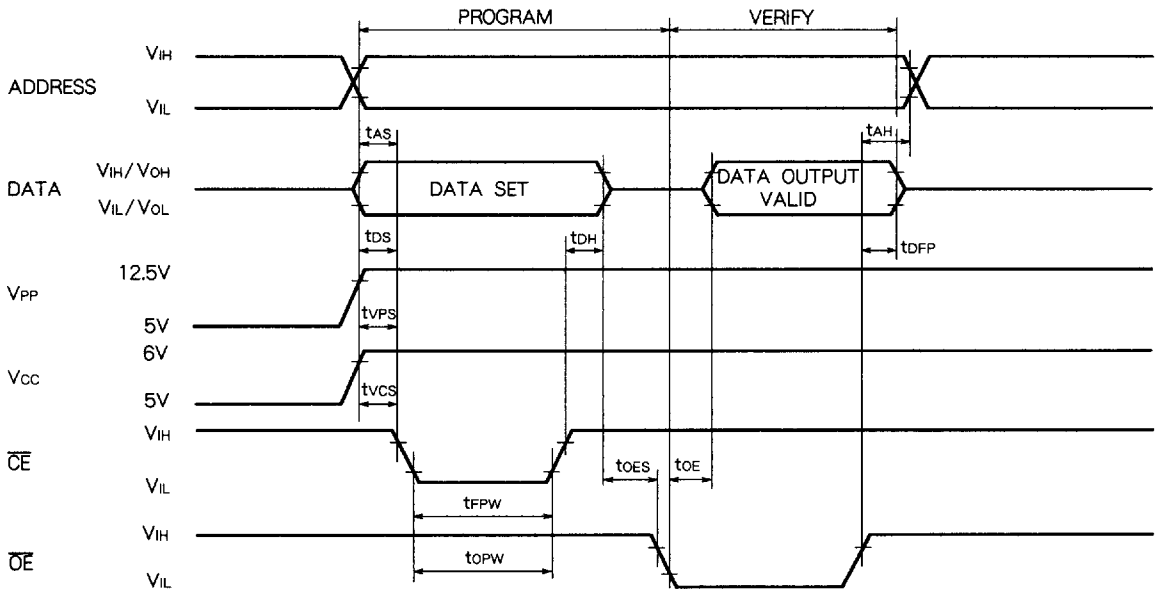 PROGRAM VERIFY
VIH
ADDRESS
VIL
tAS tAH
VIH/VOH
DATA DATA SET DATA OUTPUT
VALID
VIL/VOL
tDS tDH tDFP
12.5V
VPP
5V tVPS
6V
VCC
5V tVCS
VIH
CE
VIL tOES tOE
tFPW
VIH
OE tOPW
VIL